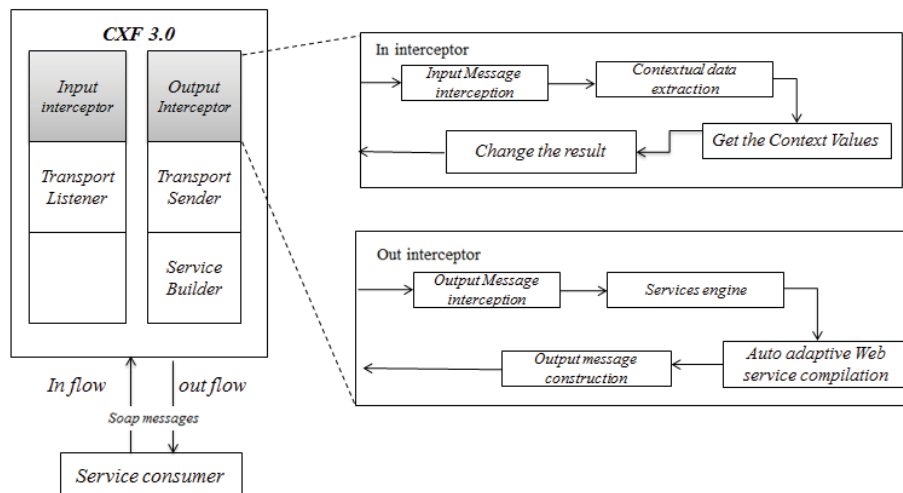 CXF 3.0
Input
interceptor
Output
Interceptor
Transport
Listener
Transport
Sender
Service
Builder
In flow
out flow
Soap messages
Service consumer
In interceptor
Input Message
interception
Contextual data
extraction
Get the Context Values
Change the result
Out interceptor
Output Message
interception
Services engine
Auto adaptive Web
service compilation
Output message
construction